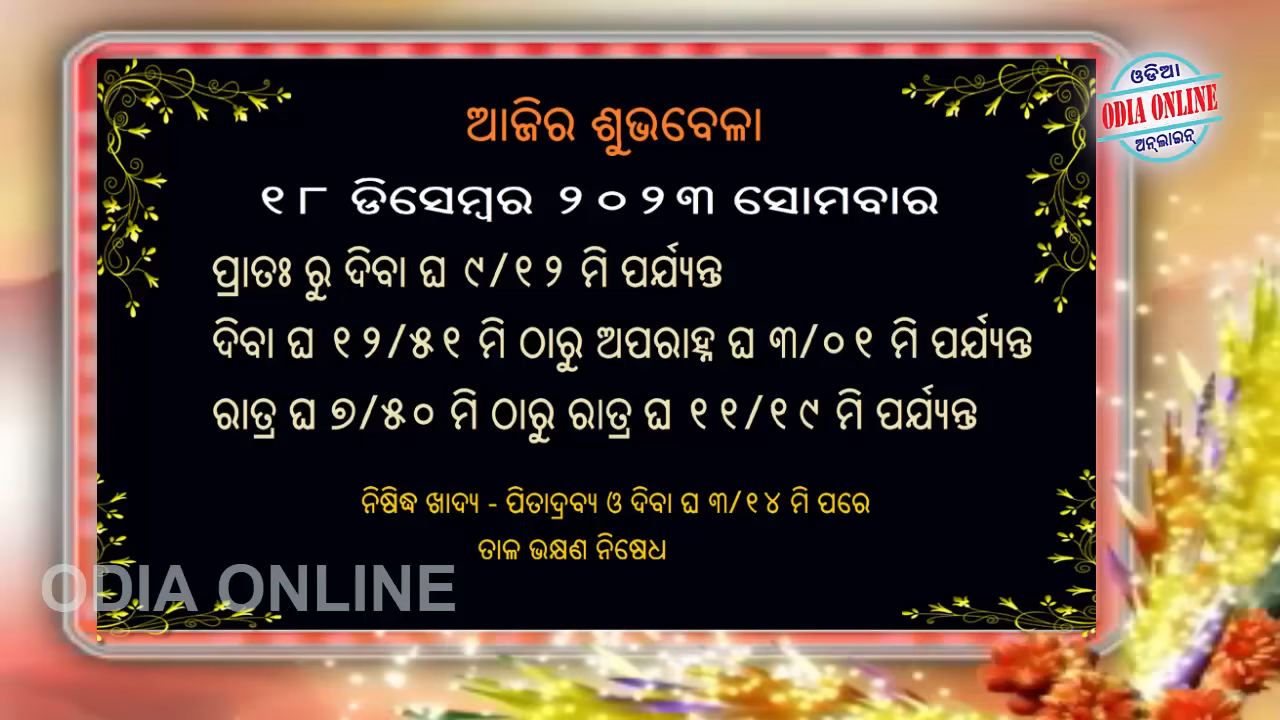 ଆଜିର ଶୁଭବେଳା
୧୮ ଡିସେମ୍ବର ୨୦୨୩ ସୋମବାର
ପ୍ରାତଃ ରୁ ଦିବା ଘ ୯/୧୨ ମି ପର୍ଯ୍ୟନ୍ତ
ଦିବା ଘ ୧୨/୫୧ ମି ଠାରୁ ଅପରାହ୍ନ ଘ ୩/୦୧ ମି ପର୍ଯ୍ୟନ୍ତ
ରାତ୍ର ଘ ୭/୫୦ ମି ଠାରୁ ରାତ୍ର ଘ ୧୧/୧୯ ମି ପର୍ଯ୍ୟନ୍ତ
ନିଷିଦ୍ଧ ଖାଦ୍ୟ - ପିତାଦ୍ରବ୍ୟ ଓ ଦିବା ଘ ୩/୧୪ ମି ପରେ
ତାଳ ଭକ୍ଷଣ ନିଷେଧ
ODIA ONLINE
ଓଡିଆ
ODIA ONLINE
ଅନ୍‌ଲାଇନ୍